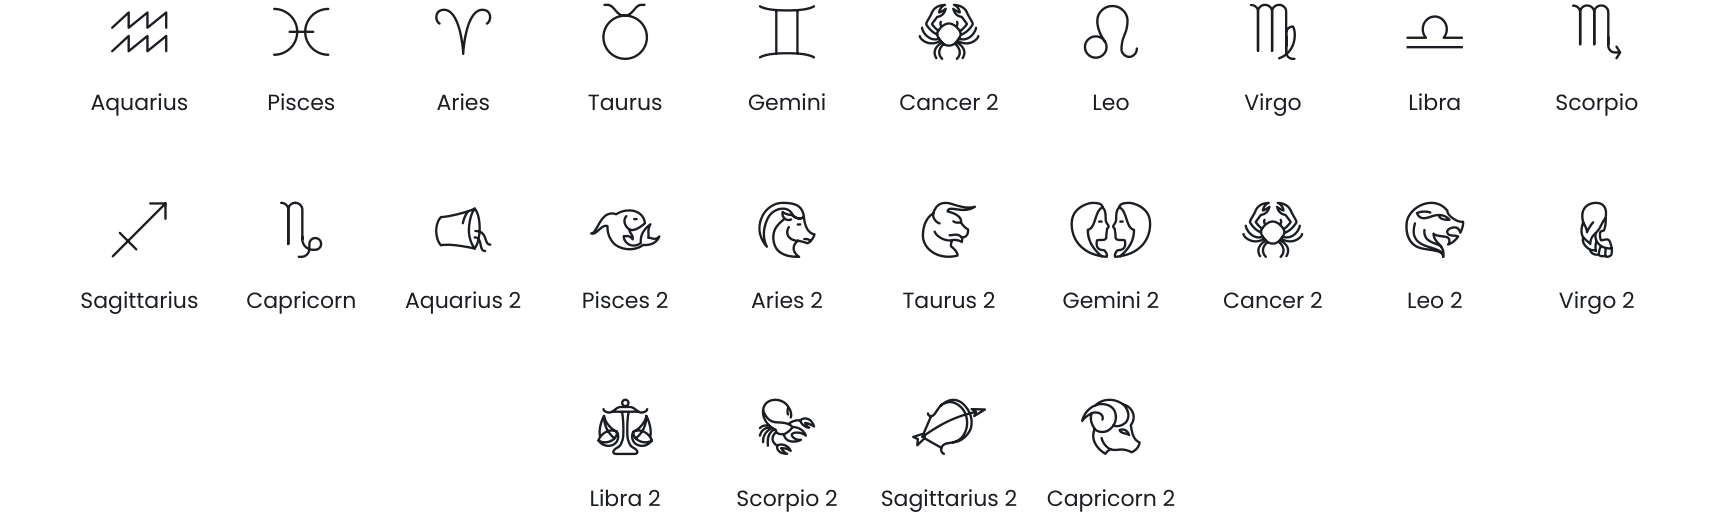 Aquarius Pisces Aries Taurus Gemini Cancer 2 Leo Virgo Libra Scorpio
Sagittarius Capricorn Aquarius 2 Pisces 2 Aries 2 Taurus 2 Gemini 2 Cancer 2 Leo 2 Virgo 2
Libra 2 Scorpio 2 Sagittarius 2 Capricorn 2